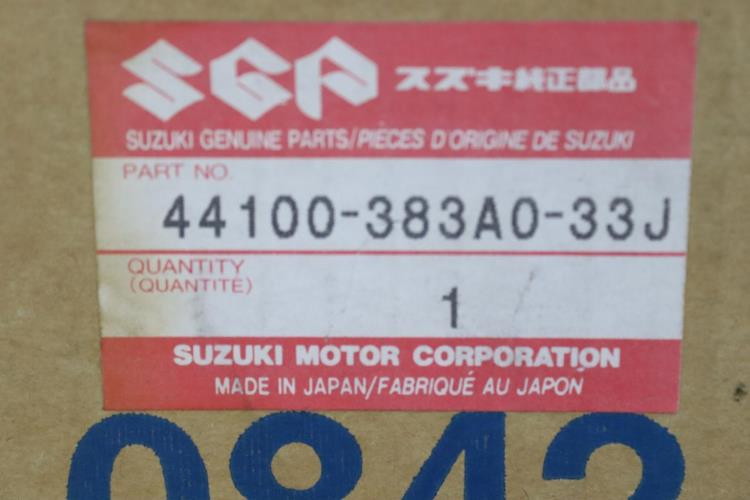 SGP スズキ純正部品
SUZUKI GENUINE PARTS/PIÈCES D'ORIGINE DE SUZUKI
PART NO.
44100-383A0-33J
QUANTITY
(QUANTITÉ)
1
SUZUKI MOTOR CORPORATION
MADE IN JAPAN/FABRIQUÉ AU JAPON
0842